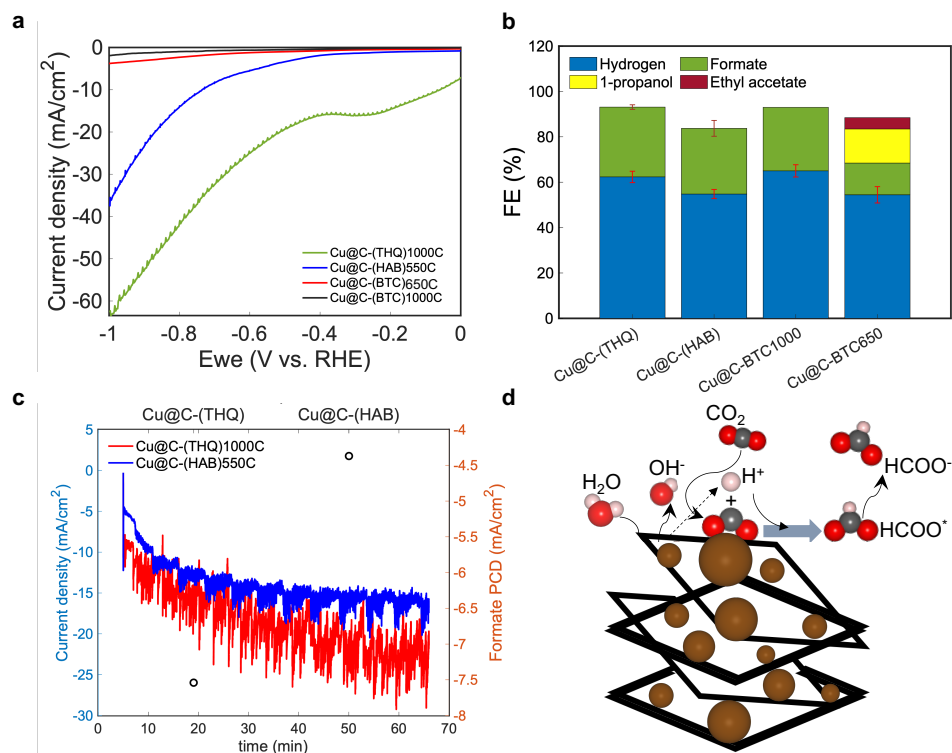 a
0
-10
-20
-30
-40
-50
-60
Current density (mA/cm²)
Cu@C-(THQ)1000C
Cu@C-(HAB)550C
Cu@C-(BTC)650C
Cu@C-(BTC)1000C
-1
-0.8
-0.6
-0.4
-0.2
0
Ewe (V vs. RHE)
b
120
100
80
60
40
20
0
FE (%)
Hydrogen
Formate
1-propanol
Ethyl acetate
Cu@C-(THQ)
Cu@C-(HAB)
Cu@C-BTC1000
Cu@C-BTC650
c
Cu@C-(THQ)
Cu@C-(HAB)
Cu@C-(THQ)1000C
Cu@C-(HAB)550C
5
0
-5
-10
-15
-20
-25
-30
Current density (mA/cm²)
-4
-4.5
-5
-5.5
-6
-6.5
-7
-7.5
-8
Formate PCD (mA/cm²)
0
10
20
30
40
50
60
70
time (min)
d
CO₂
H₂O
OH⁻
H⁺
+
HCOO⁻
HCOO*